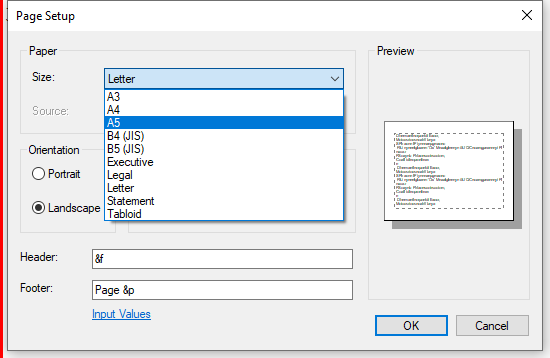 Page Setup
Paper
Size:
Letter
A3
A4
A5
B4 (JIS)
B5 (JIS)
Executive
Legal
Letter
Statement
Tabloid
Source:
Orientation
Portrait
Landscape
Header:
&f
Footer:
Page &p
Input Values
Preview
OK
Cancel